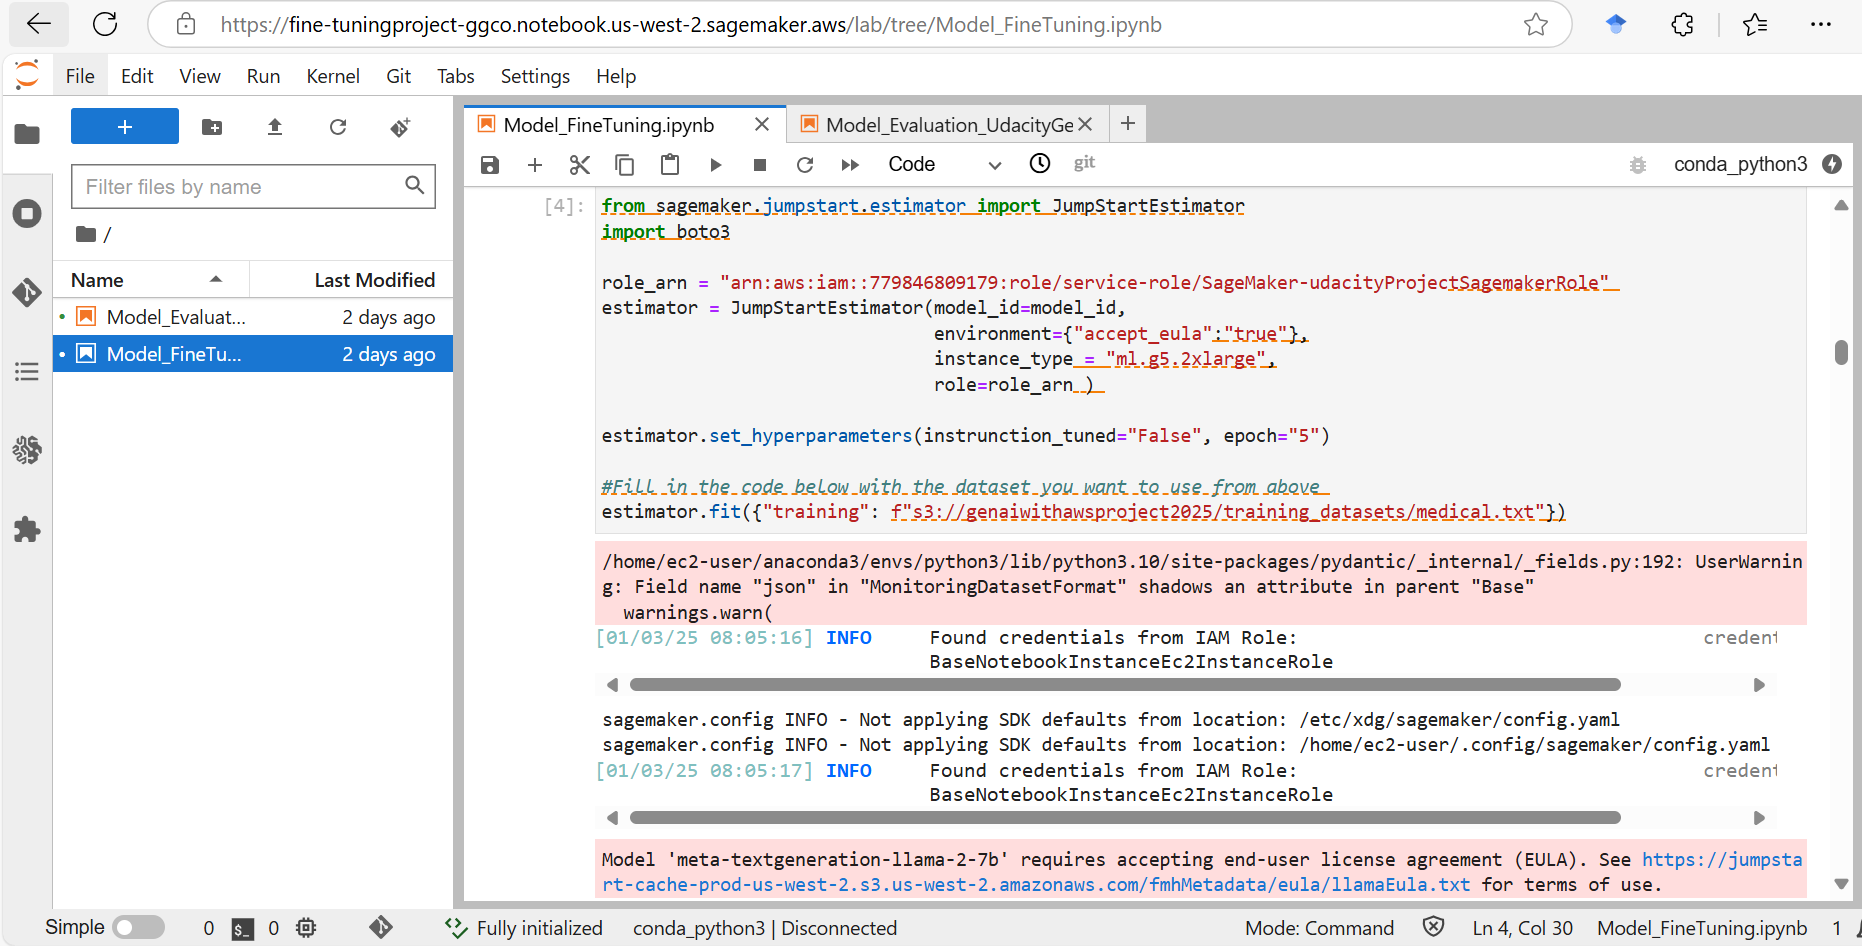 https://fine-tuningproject-ggco.notebook.us-west-2.sagemaker.aws/lab/tree/Model_FineTuning.ipynb
File Edit View Run Kernel Git Tabs Settings Help
+
Filter files by name
/
Name Last Modified
Model_Evaluat... 2 days ago
Model_FineTu... 2 days ago
Model_FineTuning.ipynb
Model_Evaluation_UdacityGe
+
Code
git
conda_python3
[4]:
from sagemaker.jumpstart.estimator import JumpStartEstimator
import boto3
role_arn = "arn:aws:iam::779846809179:role/service-role/SageMaker-udacityProjectSagemakerRole"
estimator = JumpStartEstimator(model_id=model_id,
environment={"accept_eula":"true"},
instance_type = "ml.g5.2xlarge",
role=role_arn )
estimator.set_hyperparameters(instrunction_tuned="False", epoch="5")
#Fill in the code below with the dataset you want to use from above
estimator.fit({"training": f"s3://genaiwithawsproject2025/training_datasets/medical.txt"})
/home/ec2-user/anaconda3/envs/python3/lib/python3.10/site-packages/pydantic/_internal/_fields.py:192: UserWarnin
g: Field name "json" in "MonitoringDatasetFormat" shadows an attribute in parent "Base"
warnings.warn(
[01/03/25 08:05:16] INFO Found credentials from IAM Role: credent
BaseNotebookInstanceEc2InstanceRole
sagemaker.config INFO - Not applying SDK defaults from location: /etc/xdg/sagemaker/config.yaml
sagemaker.config INFO - Not applying SDK defaults from location: /home/ec2-user/.config/sagemaker/config.yaml
[01/03/25 08:05:17] INFO Found credentials from IAM Role: credent
BaseNotebookInstanceEc2InstanceRole
Model 'meta-textgeneration-llama-2-7b' requires accepting end-user license agreement (EULA). See https://jumpsta
rt-cache-prod-us-west-2.s3.us-west-2.amazonaws.com/fmhMetadata/eula/llamaEula.txt for terms of use.
Simple 0 $_ 0 Fully initialized conda_python3 | Disconnected Mode: Command Ln 4, Col 30 Model_FineTuning.ipynb 1